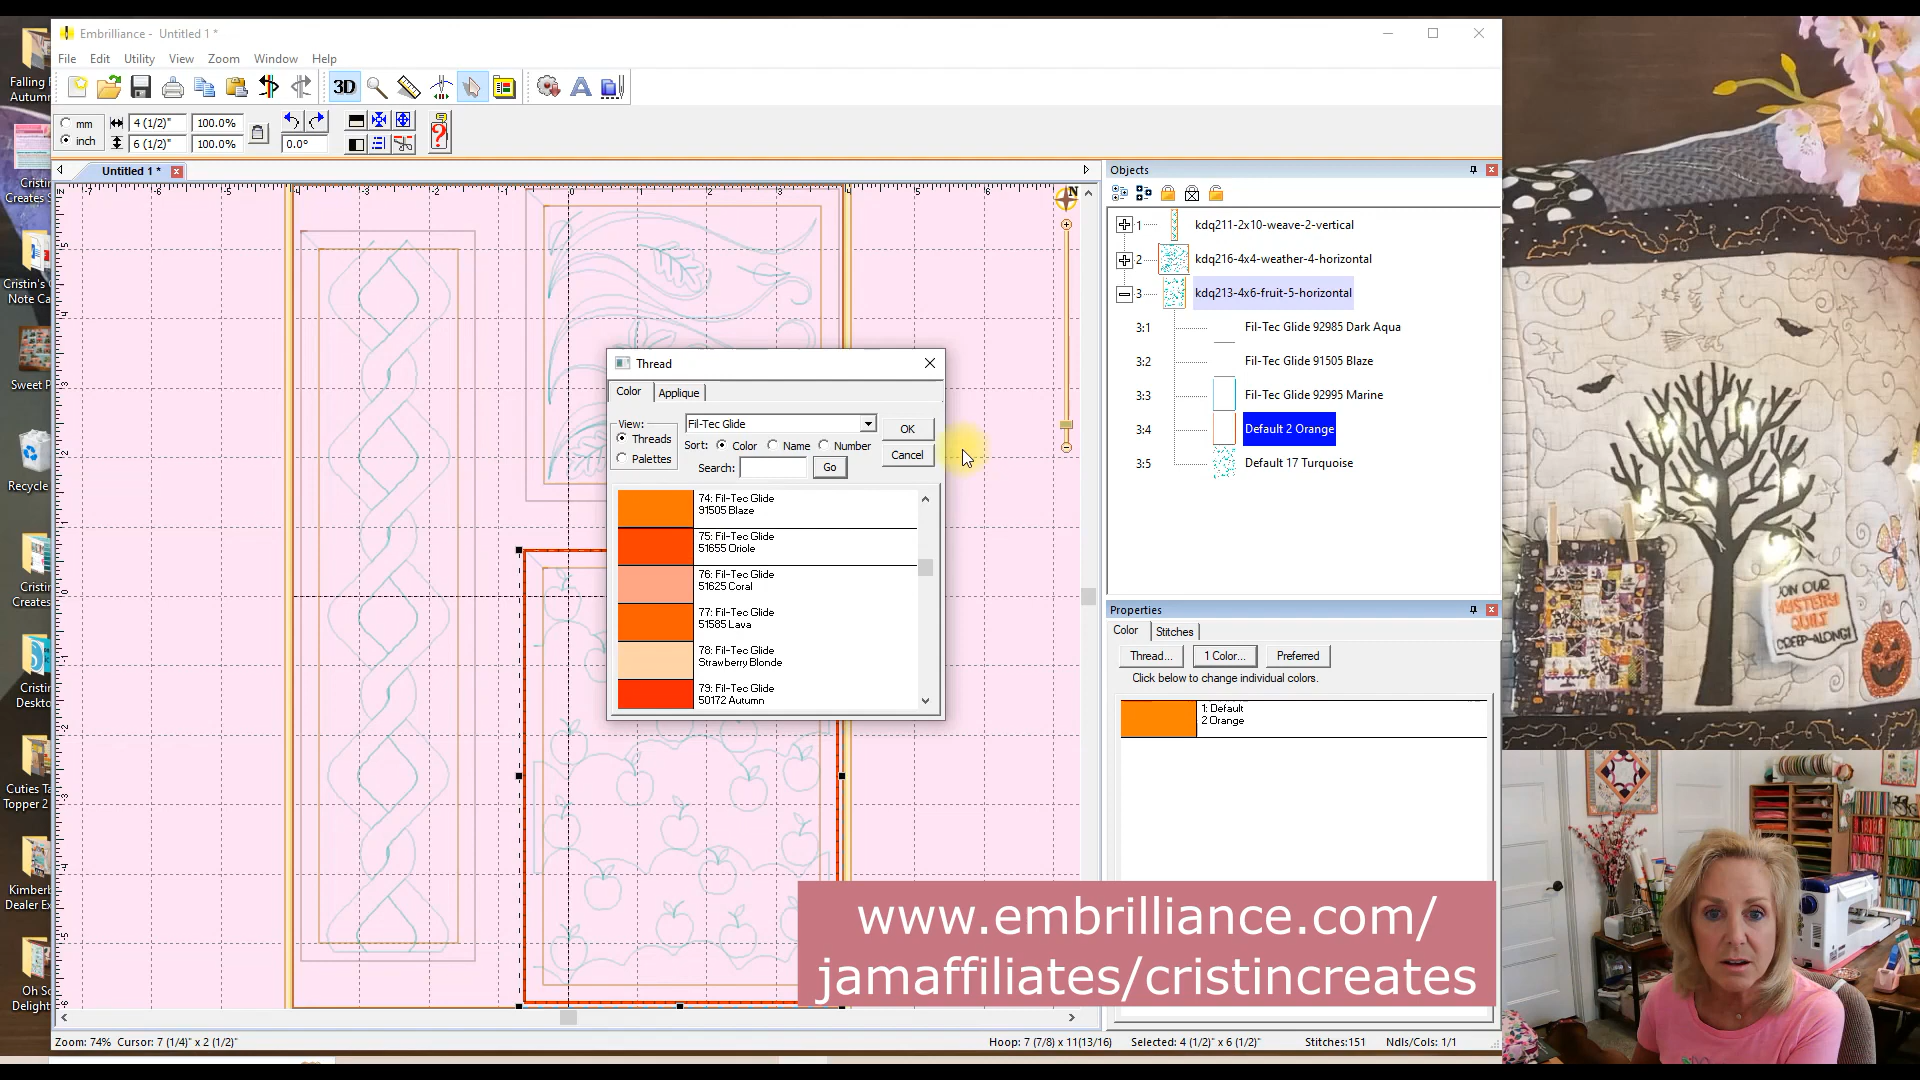 Embrilliance - Untitled 1 *
File Edit Utility View Zoom Window Help
3D
mm
inch
4 (1/2)" 100.0%
6 (1/2)" 100.0%
0.0°
Untitled 1 *
Objects
1 kdq211-2x10-weave-2-vertical
2 kdq216-4x4-weather-4-horizontal
3 kdq213-4x6-fruit-5-horizontal
3:1 Fil-Tec Glide 92985 Dark Aqua
3:2 Fil-Tec Glide 91505 Blaze
3:3 Fil-Tec Glide 92995 Marine
3:4 Default 2 Orange
3:5 Default 17 Turquoise
Thread
Color Applique
View:
Threads
Palettes
Fil-Tec Glide
OK
Sort: Color Name Number
Cancel
Search: Go
74: Fil-Tec Glide
91505 Blaze
75: Fil-Tec Glide
51655 Oriole
76: Fil-Tec Glide
51625 Coral
77: Fil-Tec Glide
51585 Lava
78: Fil-Tec Glide
Strawberry Blonde
79: Fil-Tec Glide
50172 Autumn
Properties
Color Stitches
Thread... 1 Color... Preferred
Click below to change individual colors.
1: Default
2 Orange
www.embrilliance.com/
jamaffiliates/cristincreates
Zoom: 74% Cursor: 7 (1/4)" x 2 (1/2)"
Hoop: 7 (7/8) x 11(13/16) Selected: 4 (1/2)" x 6 (1/2)" Stitches:151 Ndls/Cols: 1/1
Autumn
Recycle
JOIN OUR
MYSTERY
QUILT
CREEP-ALONG!